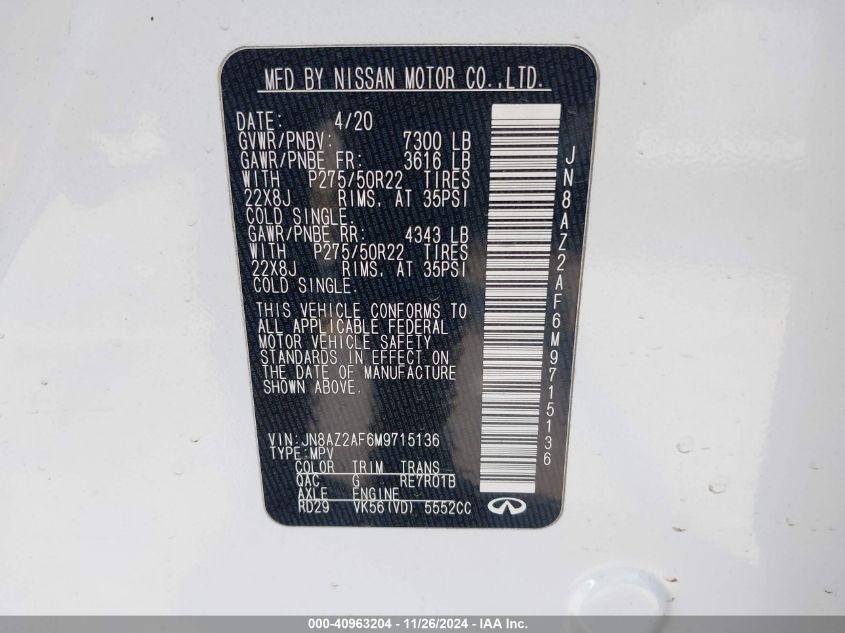 MFD BY NISSAN MOTOR CO.,LTD.
DATE: 4/20
GVWR/PNBV: 7300 LB
GAWR/PNBE FR: 3616 LB
WITH P275/50R22 TIRES
22X8J RIMS, AT 35PSI
COLD SINGLE.
GAWR/PNBE RR: 4343 LB
WITH P275/50R22 TIRES
22X8J RIMS, AT 35PSI
COLD SINGLE.
THIS VEHICLE CONFORMS TO
ALL APPLICABLE FEDERAL
MOTOR VEHICLE SAFETY
STANDARDS IN EFFECT ON
THE DATE OF MANUFACTURE
SHOWN ABOVE.
VIN:JN8AZ2AF6M9715136
TYPE:MPV
COLOR TRIM TRANS
QAC G RE7R01B
AXLE ENGINE
RD29 VK56(VD) 5552CC
JN8AZ2AF6M9715136
000-40963204 - 11/26/2024 - IAA Inc.